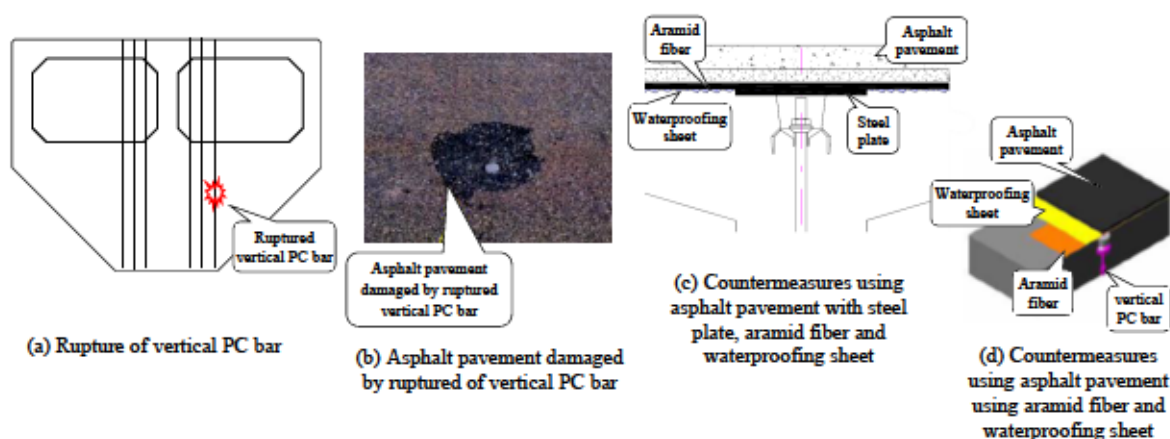 Ruptured
vertical PC bar
(a) Rupture of vertical PC bar
Asphalt pavement
damaged by ruptured
vertical PC bar
(b) Asphalt pavement damaged
by ruptured of vertical PC bar
Aramid
fiber
Asphalt
pavement
Waterproofing
sheet
Steel
plate
(c) Countermeasures using
asphalt pavement with steel
plate, aramid fiber and
waterproofing sheet
Asphalt
pavement
Waterproofing
sheet
Aramid
fiber
vertical
PC bar
(d) Countermeasures
using asphalt pavement
using aramid fiber and
waterproofing sheet